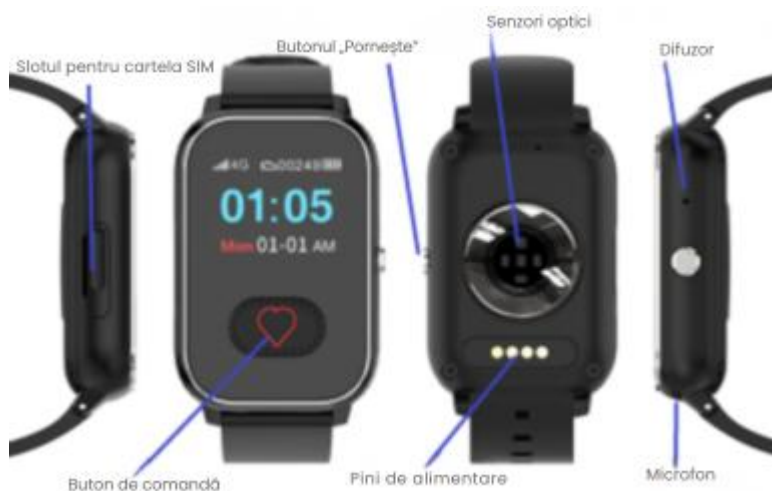 Senzori optici
Butonul „Pornește”
Difuzor
Slotul pentru cartela SIM
4G 00249
01:05
Mon 01-01 AM
Buton de comandă
Pini de alimentare
Microfon